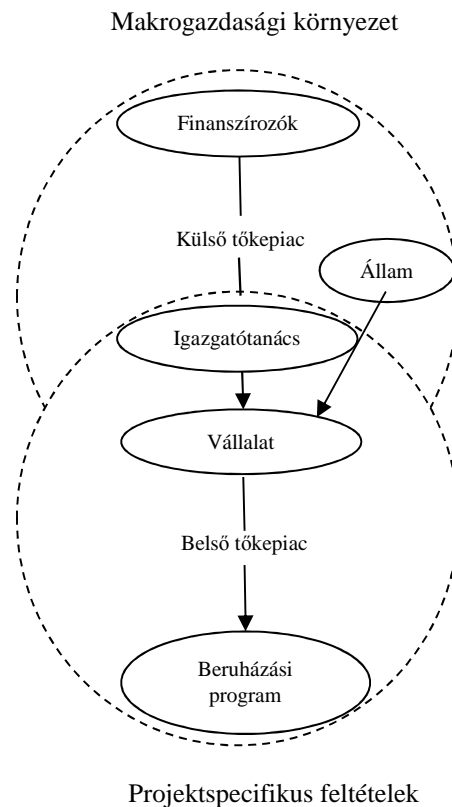 Makrogazdasági környezet
Finanszírozók
Külső tőkepiac
Állam
Igazgatótanács
Vállalat
Belső tőkepiac
Beruházási
program
Projektspecifikus feltételek